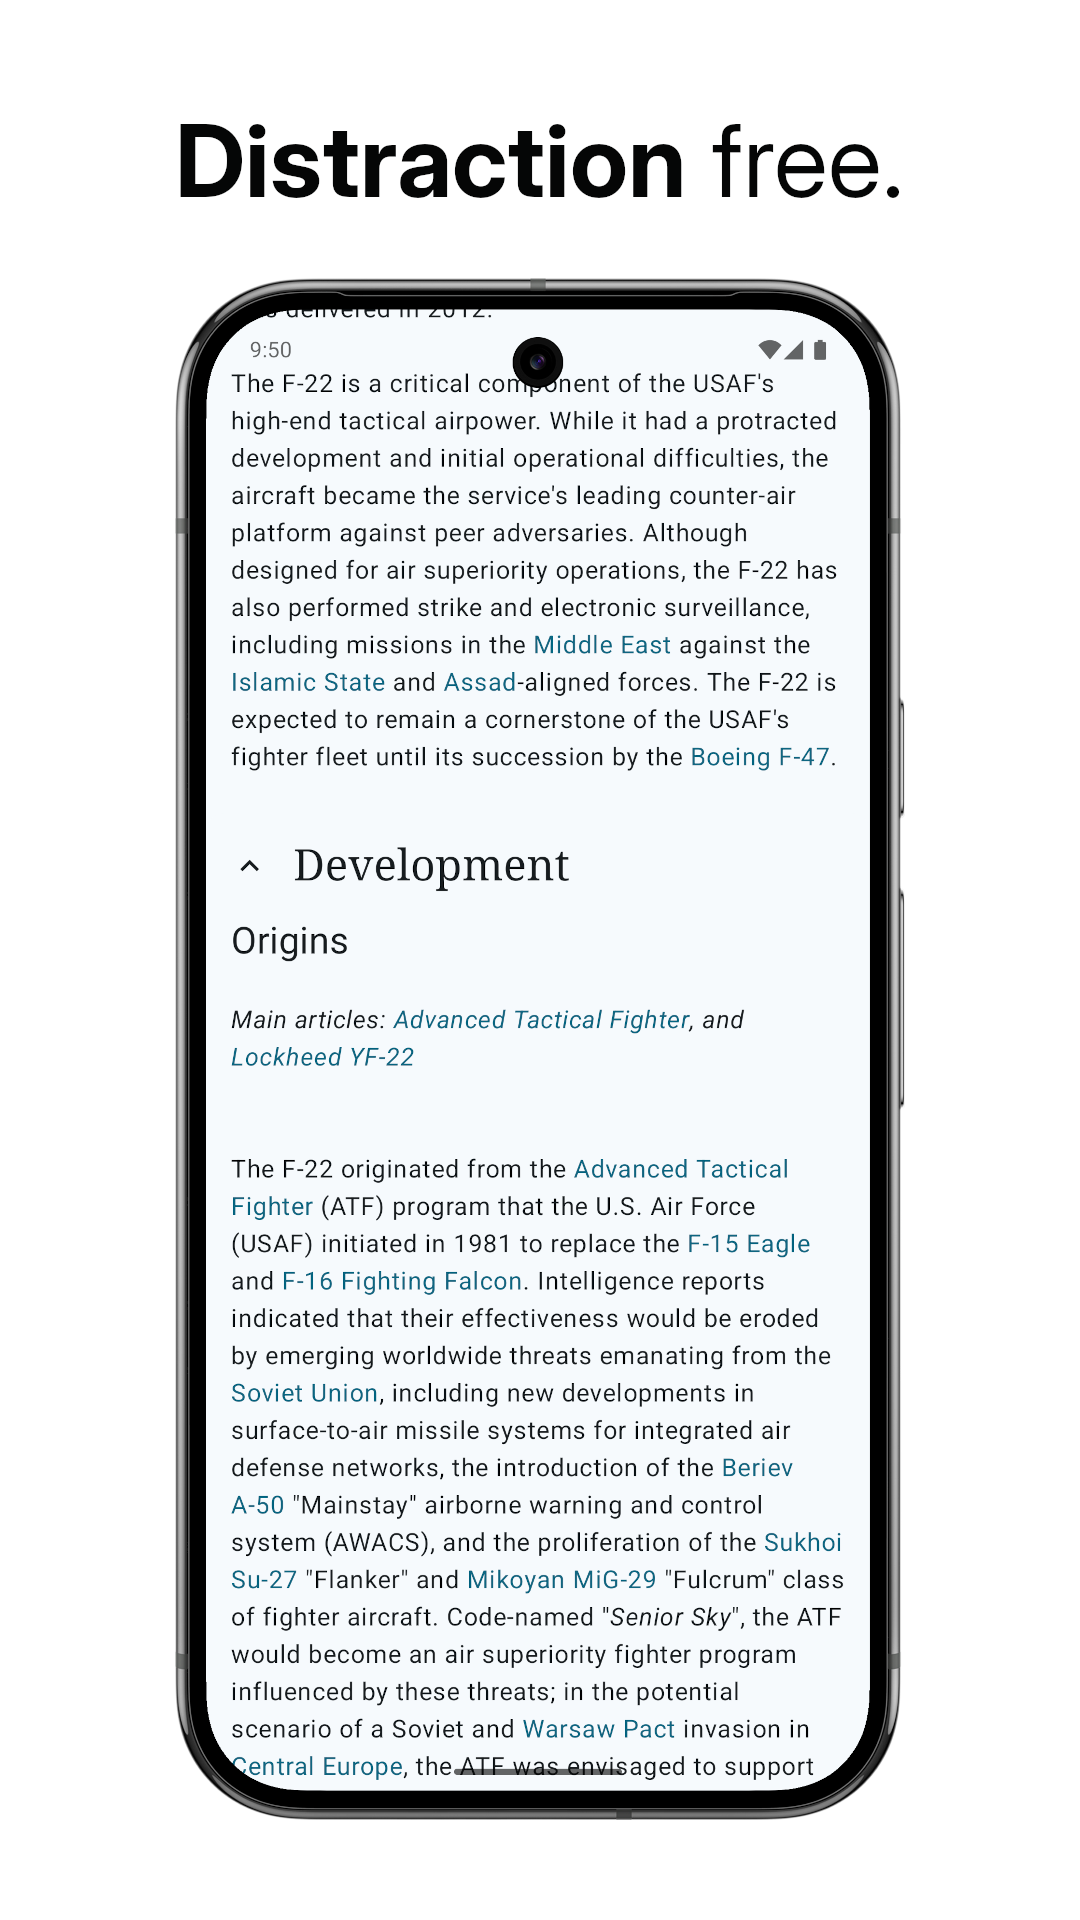 Distraction free.
delivered in 2012.
9:50
The F-22 is a critical component of the USAF's
high-end tactical airpower. While it had a protracted
development and initial operational difficulties, the
aircraft became the service's leading counter-air
platform against peer adversaries. Although
designed for air superiority operations, the F-22 has
also performed strike and electronic surveillance,
including missions in the Middle East against the
Islamic State and Assad-aligned forces. The F-22 is
expected to remain a cornerstone of the USAF's
fighter fleet until its succession by the Boeing F-47.
Development
Origins
Main articles: Advanced Tactical Fighter, and
Lockheed YF-22
The F-22 originated from the Advanced Tactical
Fighter (ATF) program that the U.S. Air Force
(USAF) initiated in 1981 to replace the F-15 Eagle
and F-16 Fighting Falcon. Intelligence reports
indicated that their effectiveness would be eroded
by emerging worldwide threats emanating from the
Soviet Union, including new developments in
surface-to-air missile systems for integrated air
defense networks, the introduction of the Beriev
A-50 "Mainstay" airborne warning and control
system (AWACS), and the proliferation of the Sukhoi
Su-27 "Flanker" and Mikoyan MiG-29 "Fulcrum" class
of fighter aircraft. Code-named "Senior Sky", the ATF
would become an air superiority fighter program
influenced by these threats; in the potential
scenario of a Soviet and Warsaw Pact invasion in
Central Europe, the ATF was envisaged to support